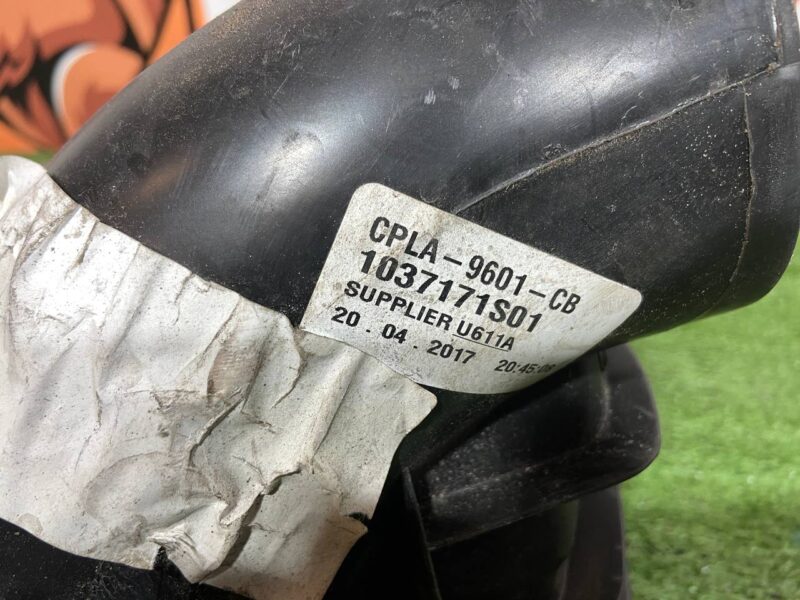 CPLA-9601-CB
1037171S01
SUPPLIER U611A
20-04-2017 20:45:08